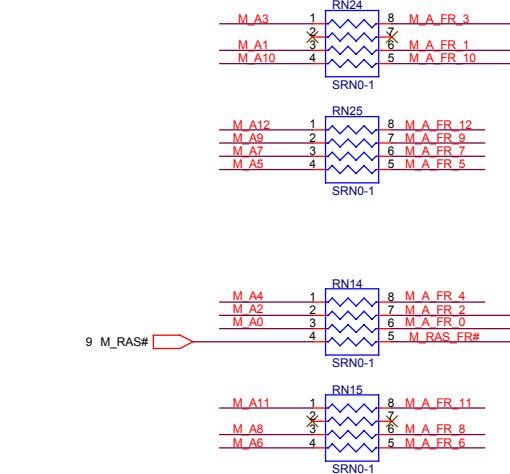 RN24
M_A3 1 8 M_A_FR_3
2 7
M_A1 3 6 M_A_FR_1
M_A10 4 5 M_A_FR_10
SRN0-1
RN25
M_A12 1 8 M_A_FR_12
M_A9 2 7 M_A_FR_9
M_A7 3 6 M_A_FR_7
M_A5 4 5 M_A_FR_5
SRN0-1
RN14
M_A4 1 8 M_A_FR_4
M_A2 2 7 M_A_FR_2
M_A0 3 6 M_A_FR_0
9 M_RAS# 4 5 M_RAS_FR#
SRN0-1
RN15
M_A11 1 8 M_A_FR_11
2 7
M_A8 3 6 M_A_FR_8
M_A6 4 5 M_A_FR_6
SRN0-1